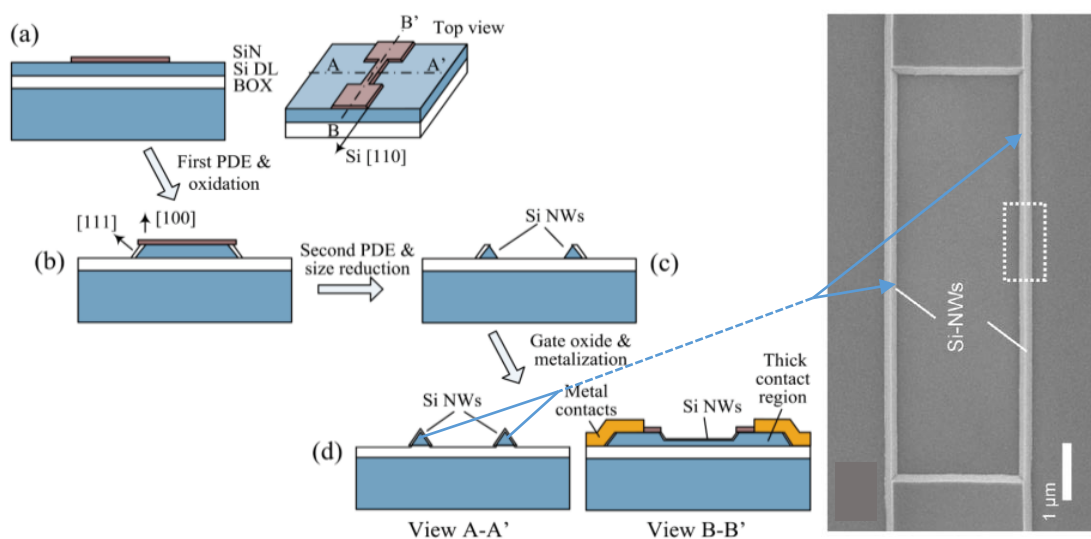 (a)
SiN
Si DL
BOX
B'
Top view
A
A'
B
Si [110]
First PDE &
oxidation
[111]
[100]
(b)
Second PDE &
size reduction
Si NWs
(c)
Gate oxide &
metalization
Si NWs
(d)
View A-A'
Metal
contacts
Si NWs
Thick
contact
region
View B-B'
Si-NWs
1 µm